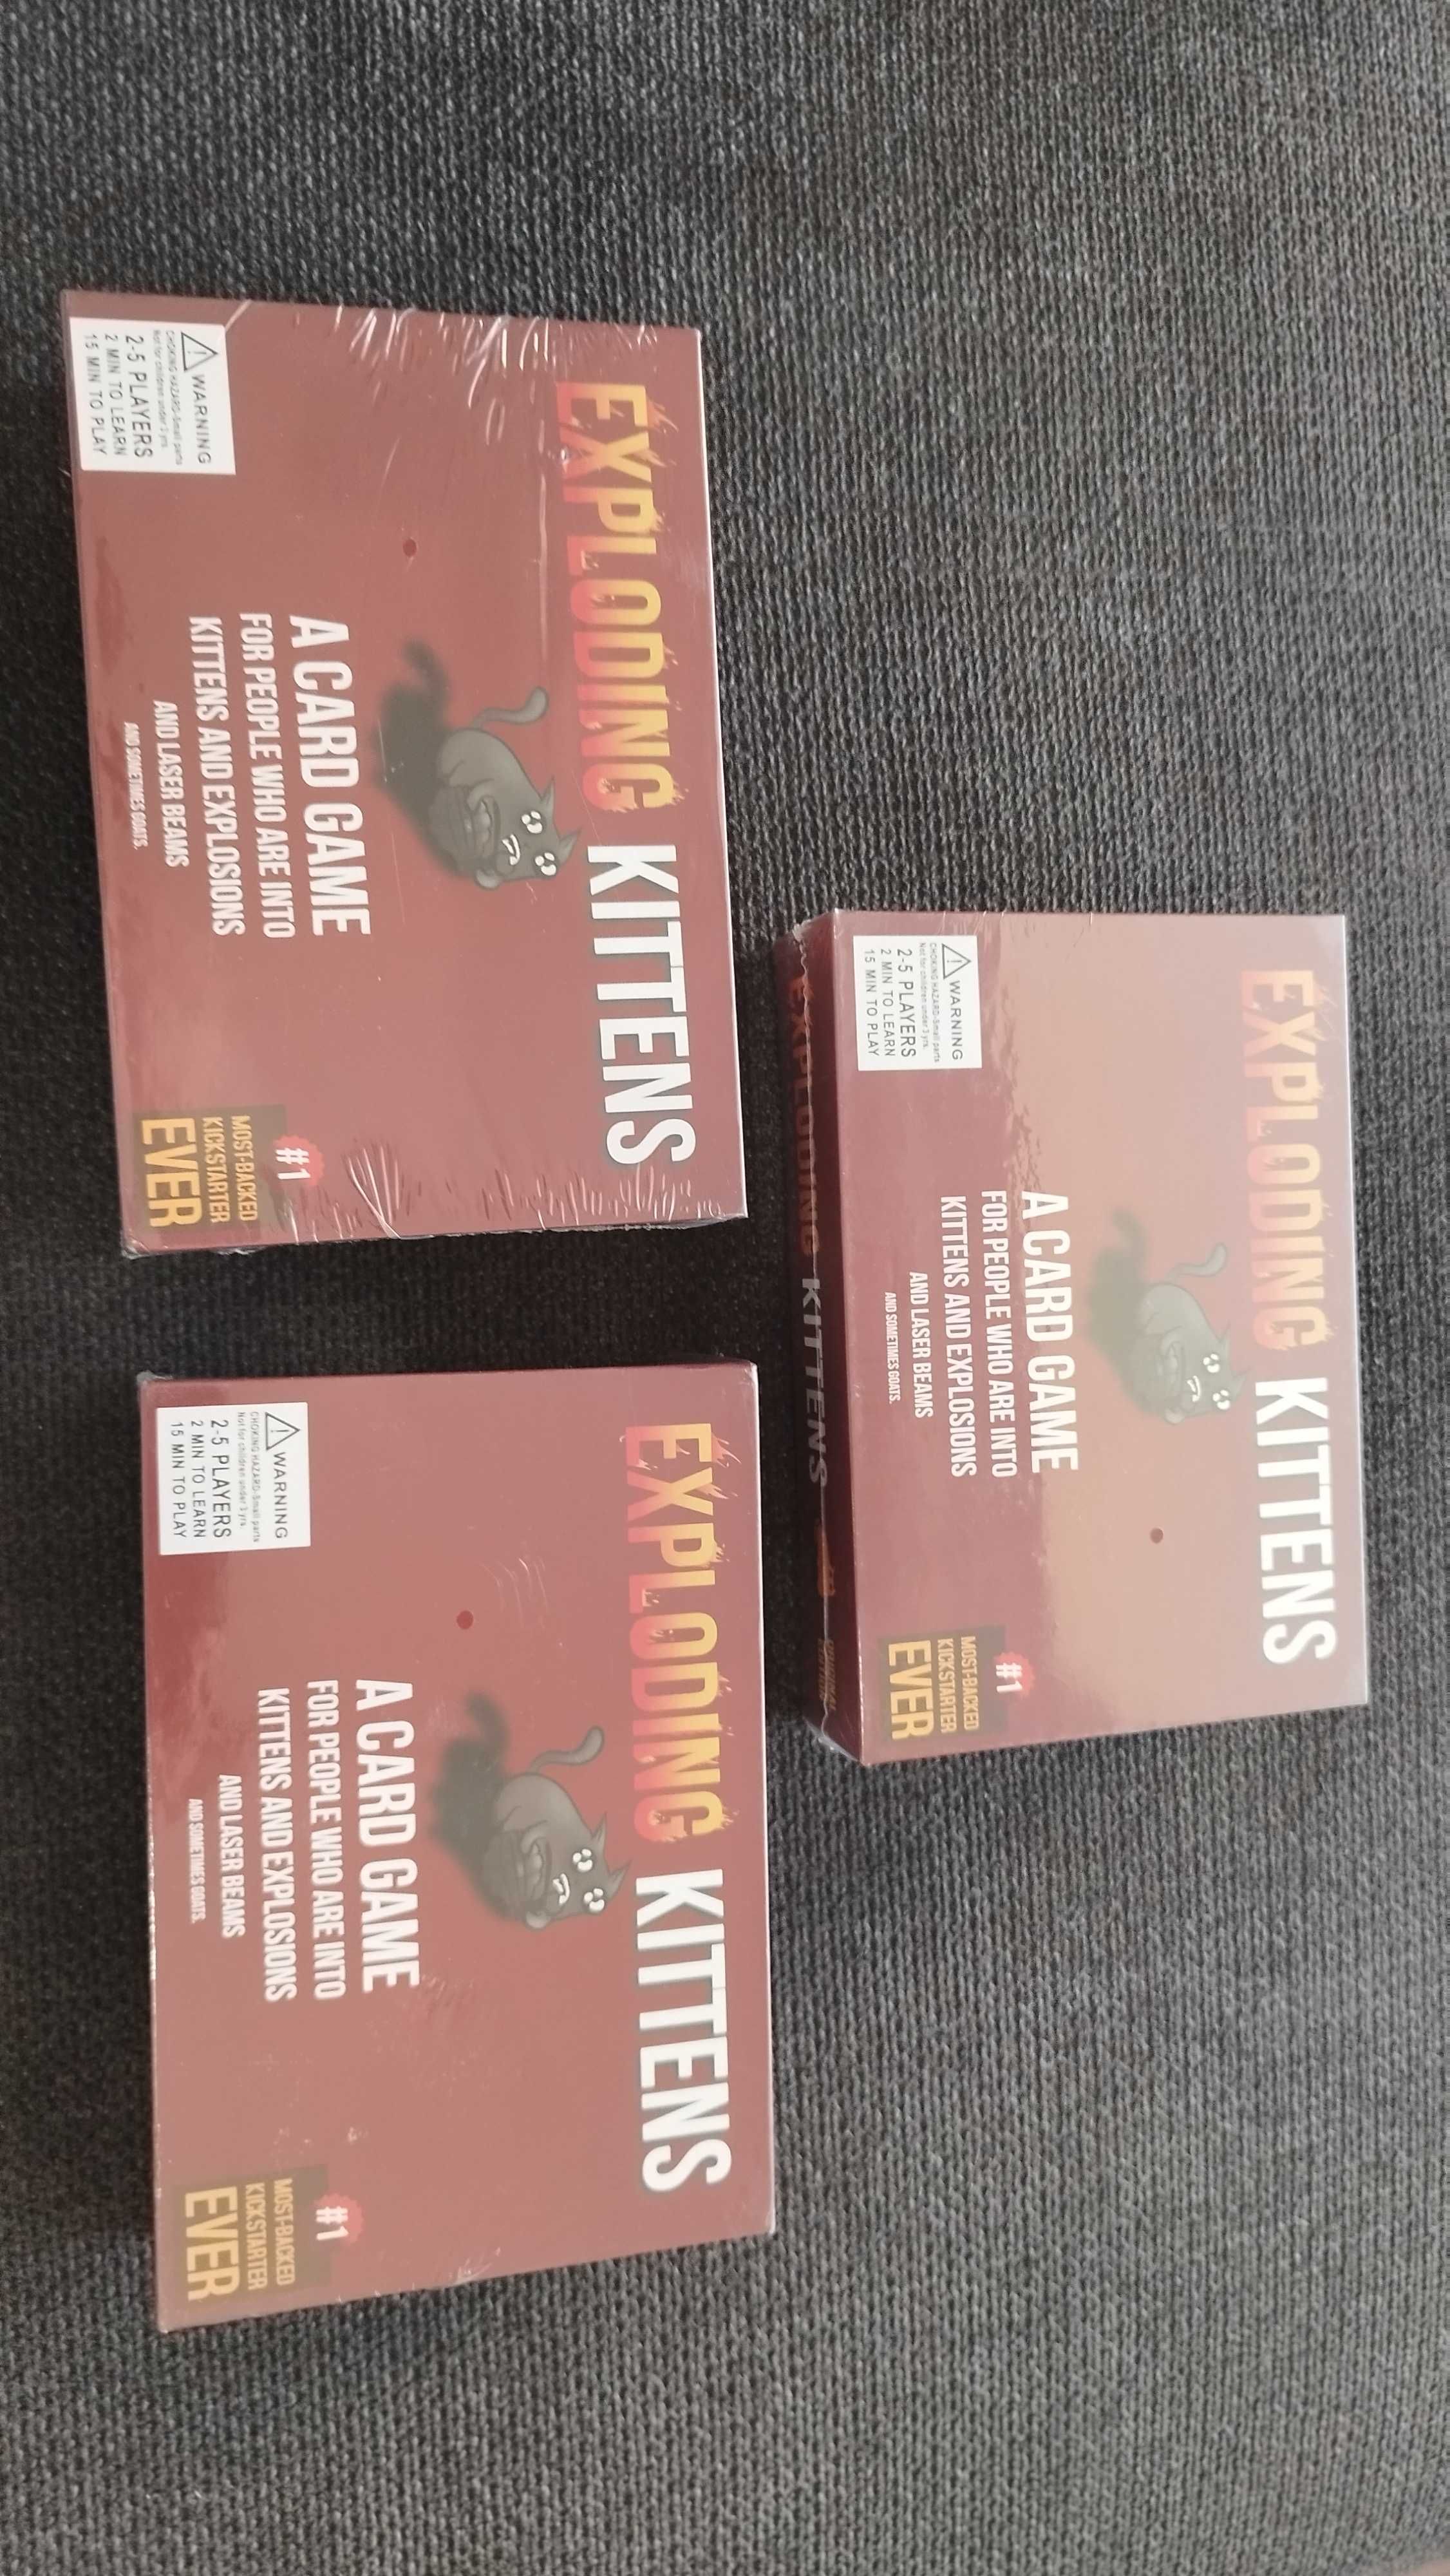 EXPLODING KITTENS
A CARD GAME
FOR PEOPLE WHO ARE INTO
KITTENS AND EXPLOSIONS
AND LASER BEAMS
AND SOMETIMES GOATS.
WARNING
CHOKING HAZARD-Small parts
Not for children under 3 yrs.
2-5 PLAYERS
2 MIN TO LEARN
15 MIN TO PLAY
#1
MOST-BACKED
KICKSTARTER
EVER
EXPLODING KITTENS
A CARD GAME
FOR PEOPLE WHO ARE INTO
KITTENS AND EXPLOSIONS
AND LASER BEAMS
AND SOMETIMES GOATS.
WARNING
CHOKING HAZARD-Small parts
Not for children under 3 yrs.
2-5 PLAYERS
2 MIN TO LEARN
15 MIN TO PLAY
#1
MOST-BACKED
KICKSTARTER
EVER
EXPLODING KITTENS
EXPLODING KITTENS
A CARD GAME
FOR PEOPLE WHO ARE INTO
KITTENS AND EXPLOSIONS
AND LASER BEAMS
AND SOMETIMES GOATS.
WARNING
CHOKING HAZARD-Small parts
Not for children under 3 yrs.
2-5 PLAYERS
2 MIN TO LEARN
15 MIN TO PLAY
#1
MOST-BACKED
KICKSTARTER
EVER